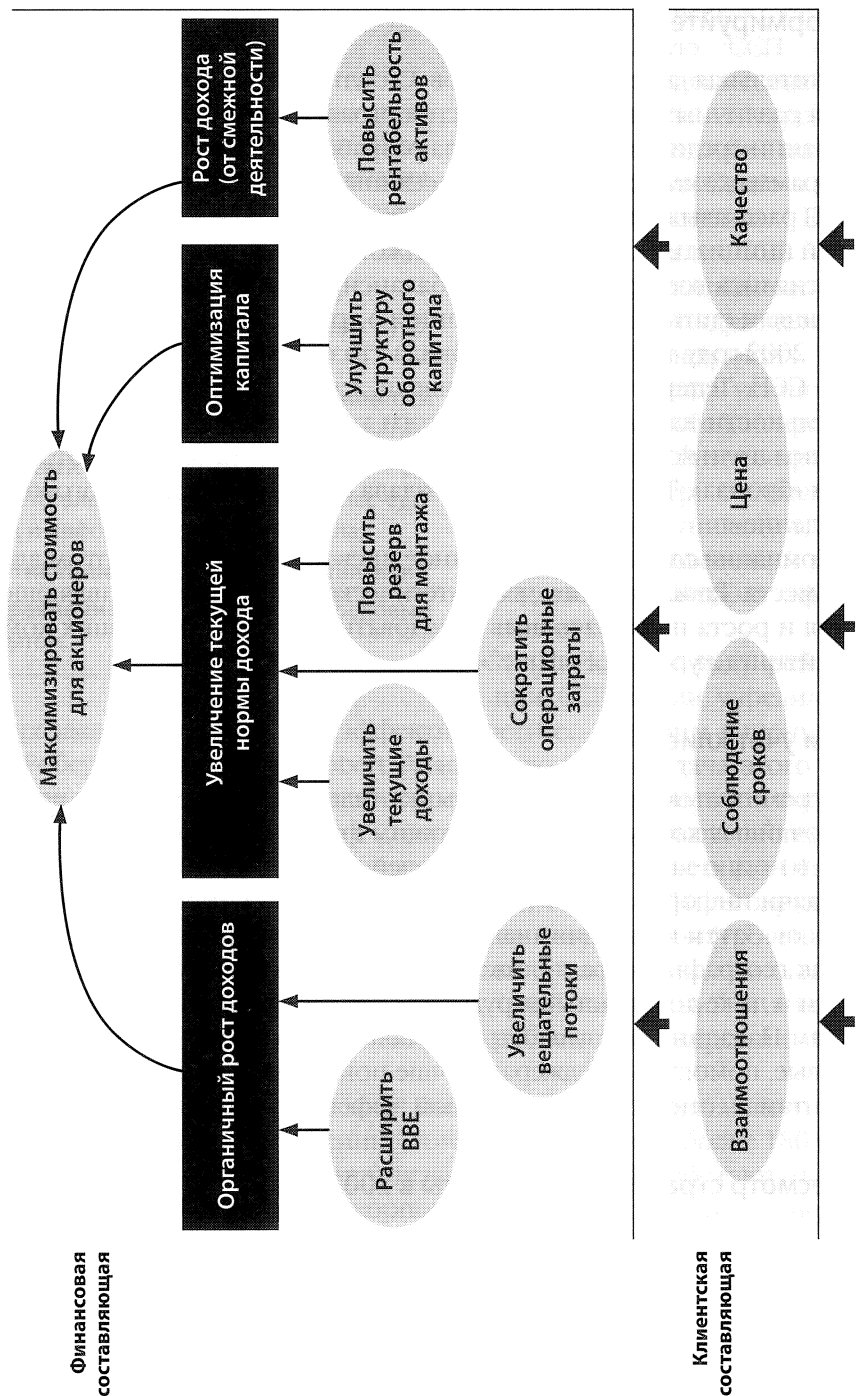 Финансовая
составляющая
Максимизировать стоимость
для акционеров
Органичный рост доходов
Увеличение текущей
нормы дохода
Оптимизация
капитала
Рост дохода
(от смежной
деятельности)
Расширить
BBE
Увеличить
текущие
доходы
Повысить
резерв
для монтажа
Улучшить
структуру
оборотного
капитала
Повысить
рентабельность
активов
Увеличить
вещательные
потоки
Сократить
операционные
затраты
Клиентская
составляющая
Взаимоотношения
Соблюдение
сроков
Цена
Качество